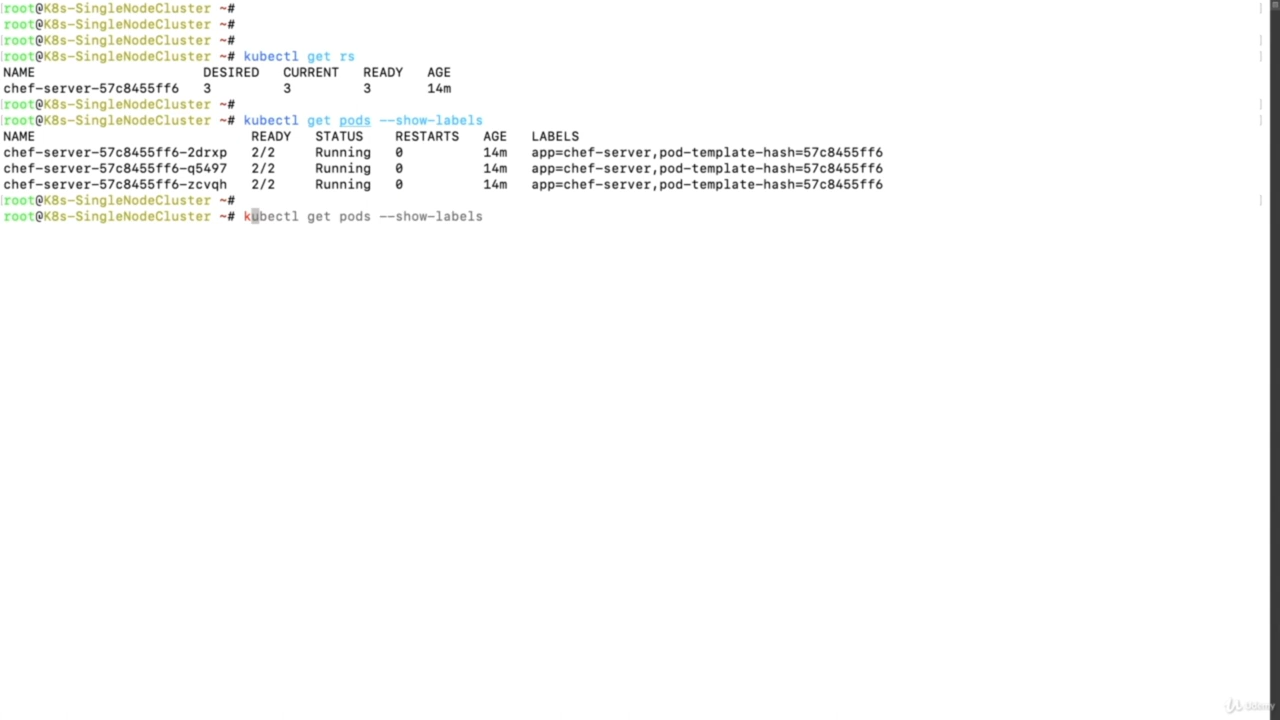 root@K8s-SingleNodeCluster ~#
root@K8s-SingleNodeCluster ~#
root@K8s-SingleNodeCluster ~#
root@K8s-SingleNodeCluster ~# kubectl get rs
NAME DESIRED CURRENT READY AGE
chef-server-57c8455ff6 3 3 3 14m
root@K8s-SingleNodeCluster ~#
root@K8s-SingleNodeCluster ~# kubectl get pods --show-labels
NAME READY STATUS RESTARTS AGE LABELS
chef-server-57c8455ff6-2drxp 2/2 Running 0 14m app=chef-server,pod-template-hash=57c8455ff6
chef-server-57c8455ff6-q5497 2/2 Running 0 14m app=chef-server,pod-template-hash=57c8455ff6
chef-server-57c8455ff6-zcvqh 2/2 Running 0 14m app=chef-server,pod-template-hash=57c8455ff6
root@K8s-SingleNodeCluster ~#
root@K8s-SingleNodeCluster ~# kubectl get pods --show-labels
Udemy